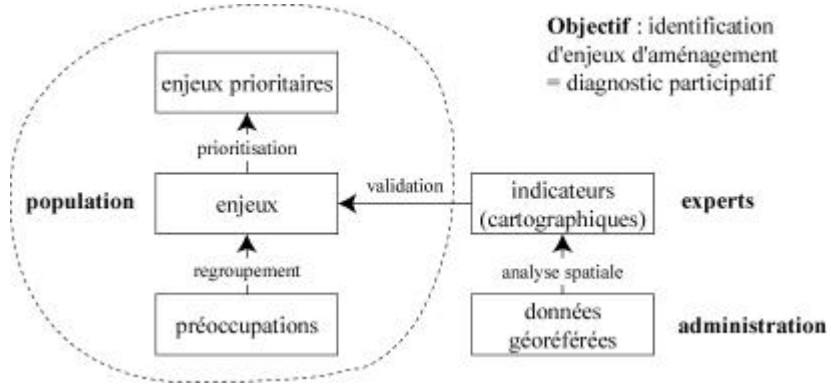 Objectif : identification
d'enjeux d'aménagement
= diagnostic participatif
enjeux prioritaires
prioritisation
population
enjeux
validation
indicateurs
(cartographiques)
experts
regroupement
analyse spatiale
préoccupations
données
géoréférées
administration